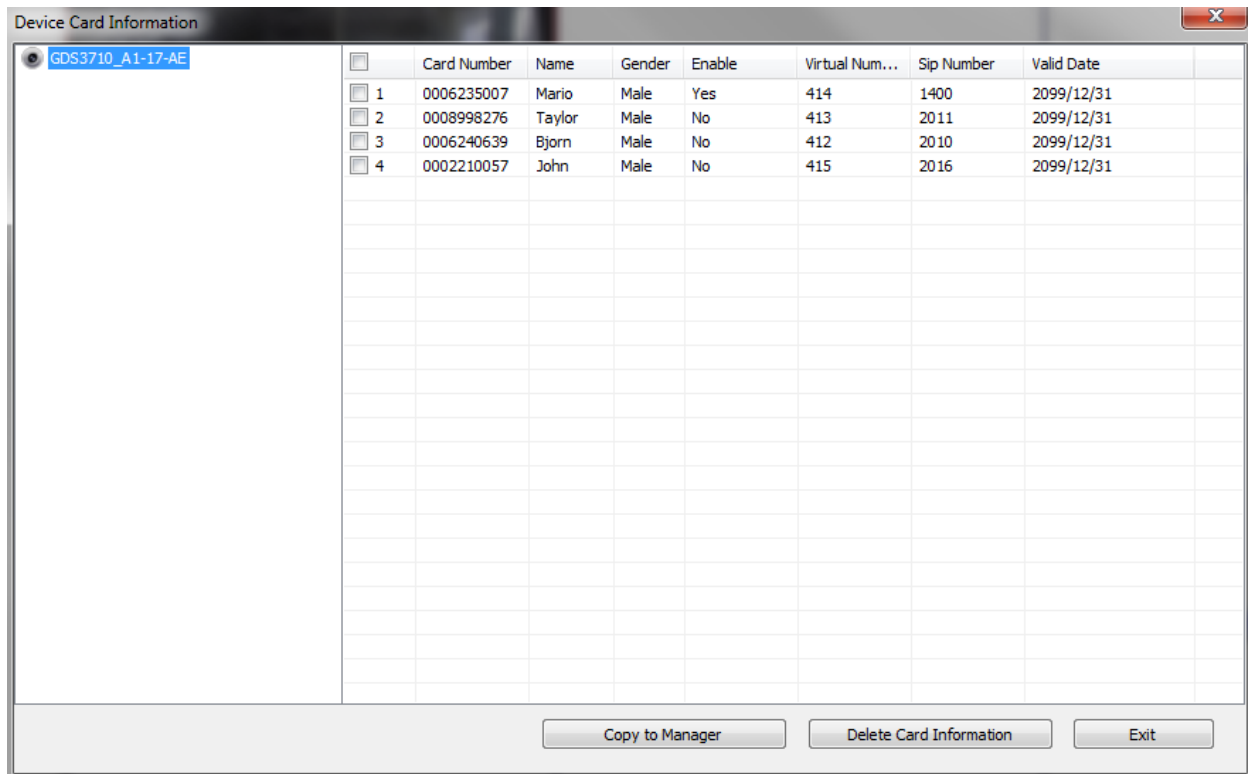 Device Card Information
X
GDS3710_A1-17-AE
Card Number Name Gender Enable Virtual Num... Sip Number Valid Date
1 0006235007 Mario Male Yes 414 1400 2099/12/31
2 0008998276 Taylor Male No 413 2011 2099/12/31
3 0006240639 Bjorn Male No 412 2010 2099/12/31
4 0002210057 John Male No 415 2016 2099/12/31
Copy to Manager Delete Card Information Exit